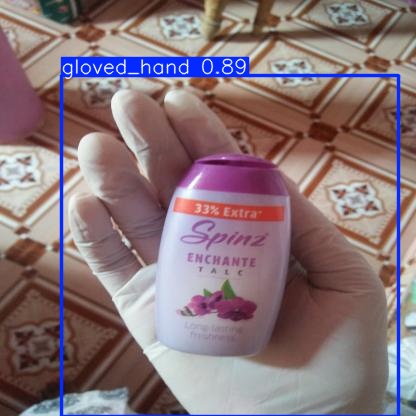 gloved_hand 0.89
33% Extra*
Spinz
ENCHANTE
TALC
Long lasting
freshness